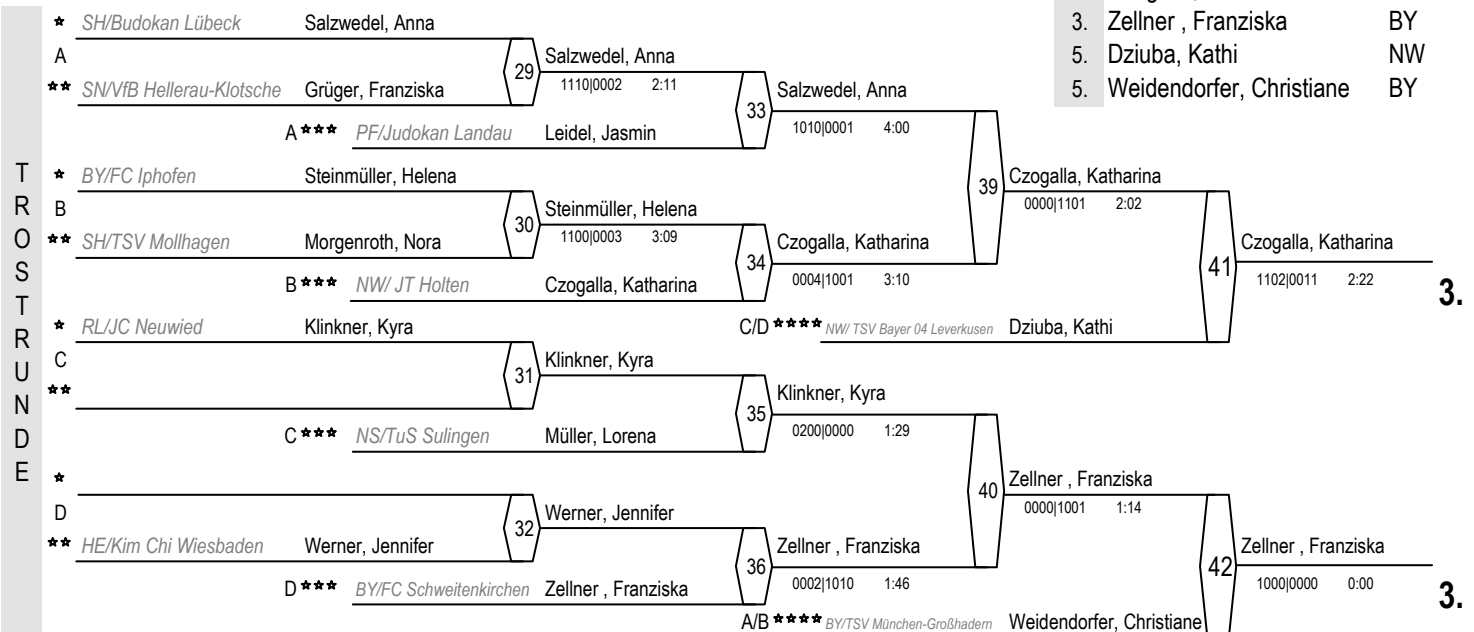 3. Zellner , Franziska BY
5. Dziuba, Kathi NW
5. Weidendorfer, Christiane BY
TROSTRUNDE
* SH/Budokan Lübeck Salzwedel, Anna
A
29 Salzwedel, Anna
1110|0002 2:11
** SN/VfB Hellerau-Klotsche Grüger, Franziska
33 Salzwedel, Anna
1010|0001 4:00
A *** PF/Judokan Landau Leidel, Jasmin
* BY/FC Iphofen Steinmüller, Helena
39 Czogalla, Katharina
0000|1101 2:02
B
30 Steinmüller, Helena
1100|0003 3:09
** SH/TSV Mollhagen Morgenroth, Nora
34 Czogalla, Katharina
0004|1001 3:10
41 Czogalla, Katharina
1102|0011 2:22
3.
B *** NW/ JT Holten Czogalla, Katharina
* RL/JC Neuwied Klinkner, Kyra
C/D **** NW/ TSV Bayer 04 Leverkusen Dziuba, Kathi
C
31 Klinkner, Kyra
**
35 Klinkner, Kyra
0200|0000 1:29
C *** NS/TuS Sulingen Müller, Lorena
*
40 Zellner , Franziska
0000|1001 1:14
D
32 Werner, Jennifer
** HE/Kim Chi Wiesbaden Werner, Jennifer
36 Zellner , Franziska
0002|1010 1:46
42 Zellner , Franziska
1000|0000 0:00
3.
D *** BY/FC Schweitenkirchen Zellner , Franziska
A/B **** BY/TSV München-Großhadern Weidendorfer, Christiane